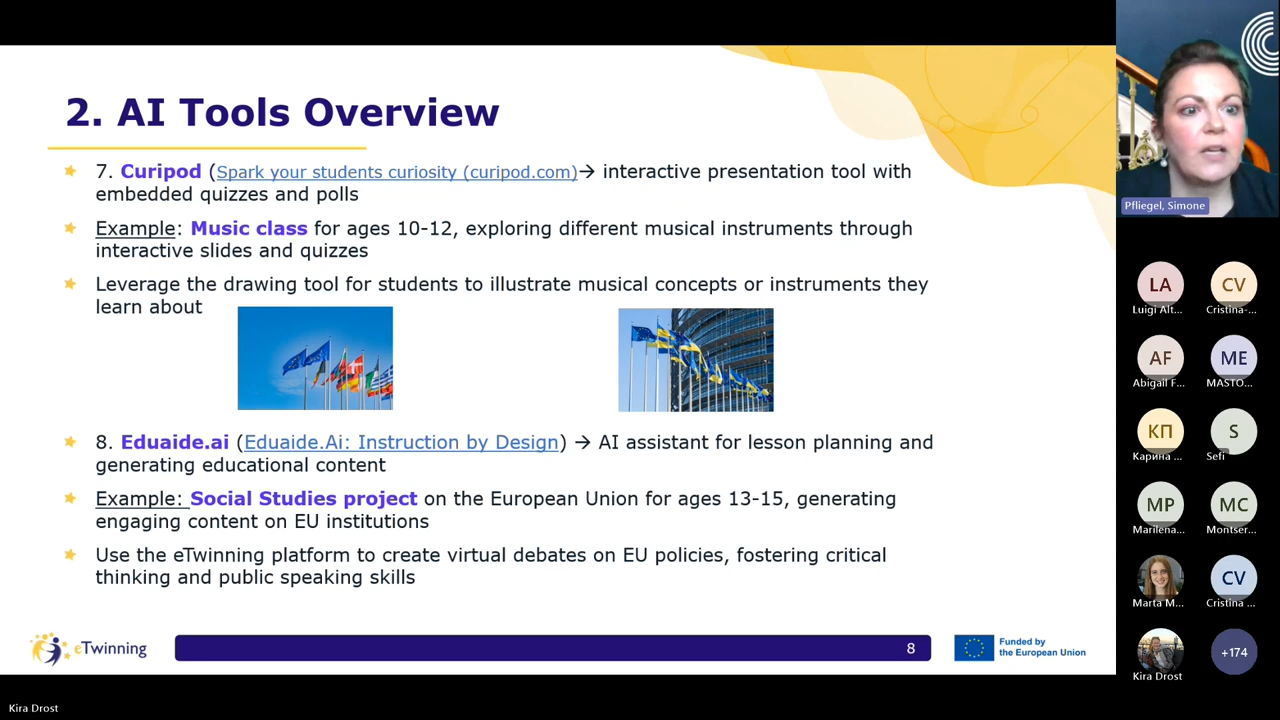 2. AI Tools Overview
7. Curipod (Spark your students curiosity (curipod.com)→ interactive presentation tool with
embedded quizzes and polls
Example: Music class for ages 10-12, exploring different musical instruments through
interactive slides and quizzes
Leverage the drawing tool for students to illustrate musical concepts or instruments they
learn about
8. Eduaide.ai (Eduaide.Ai: Instruction by Design) → AI assistant for lesson planning and
generating educational content
Example: Social Studies project on the European Union for ages 13-15, generating
engaging content on EU institutions
Use the eTwinning platform to create virtual debates on EU policies, fostering critical
thinking and public speaking skills
eTwinning
8
Funded by
the European Union
Pfliegel, Simone
LA
CV
Luigi Alt...
Cristina-...
AF
ME
Abigail F...
MASTO...
КП
S
Карина ...
Sefi
MP
MC
Marilena...
Montser...
CV
Marta M...
Cristina ...
+174
Kira Drost
Kira Drost